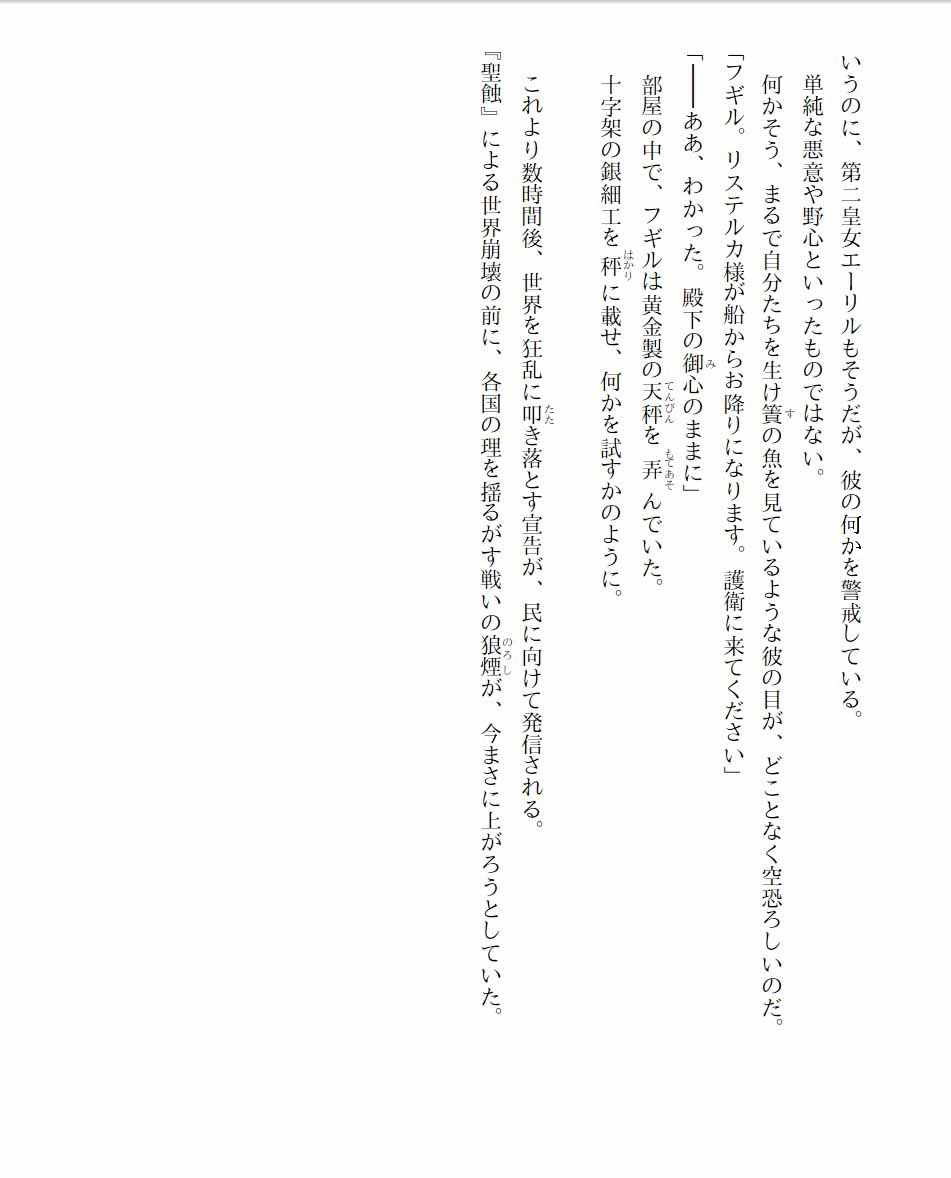 いうのに、第二皇女エーリルもそうだが、彼の何かを警戒している。
単純な悪意や野心といったものではない。
何かそう、まるで自分たちを生け簀の魚を見ているような彼の目が、どことなく空恐ろしいのだ。
「フギル。リステルカ様が船からお降りになります。護衛に来てください」
「――ああ、わかった。殿下の御心のままに」
部屋の中で、フギルは黄金製の天秤を弄んでいた。
十字架の銀細工を秤に載せ、何かを試すかのように。
これより数時間後、世界を狂乱に叩き落とす宣告が、民に向けて発信される。
『聖蝕』による世界崩壊の前に、各国の理を揺るがす戦いの狼煙が、今まさに上がろうとしていた。